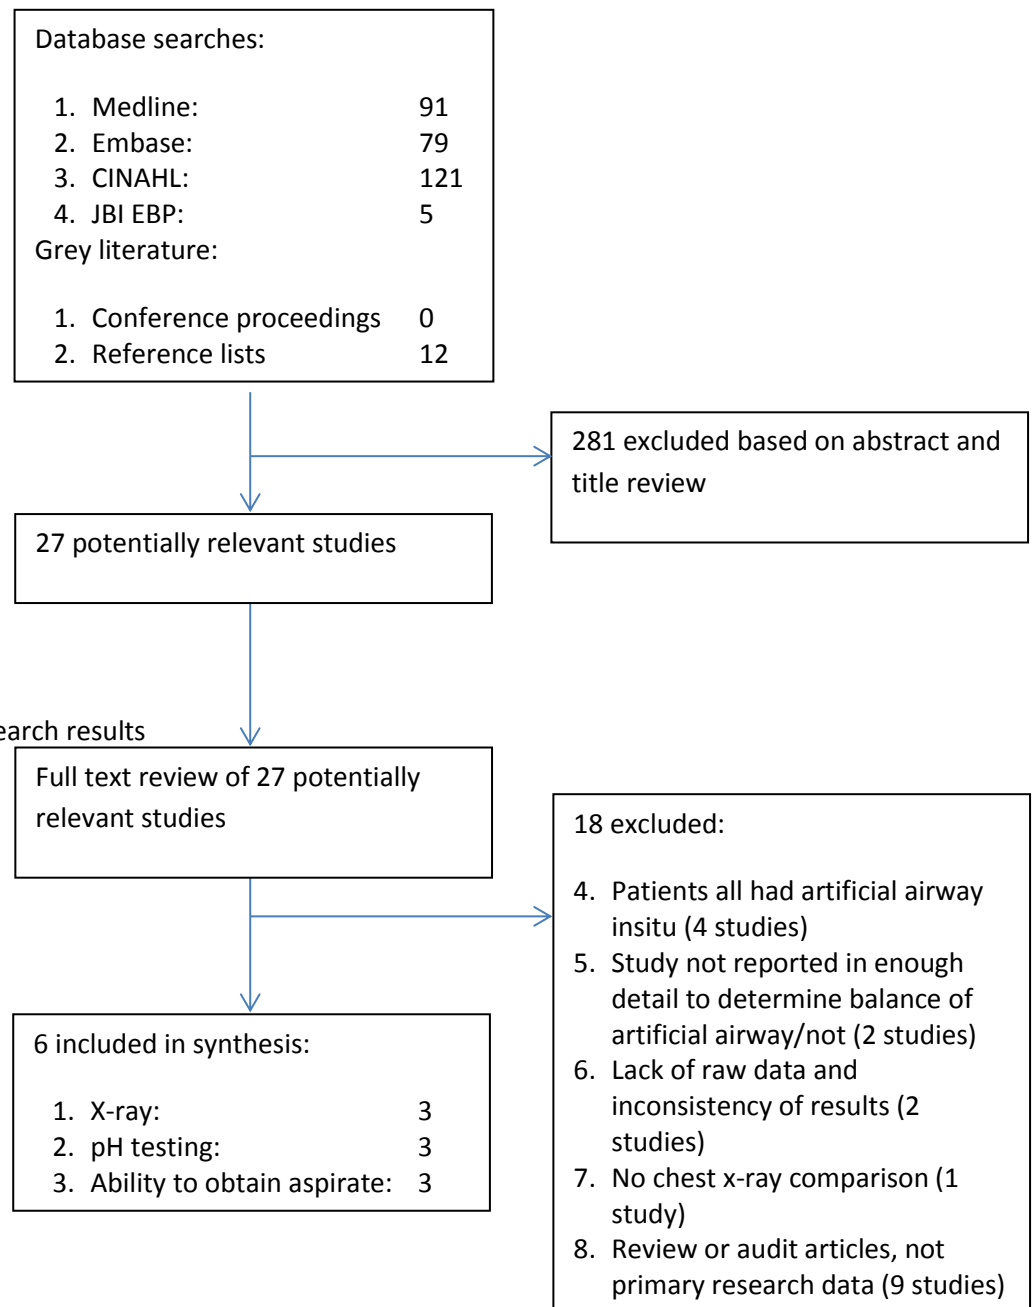 Database searches:
1. Medline: 91
2. Embase: 79
3. CINAHL: 121
4. JBI EBP: 5
Grey literature:
1. Conference proceedings 0
2. Reference lists 12
281 excluded based on abstract and
title review
27 potentially relevant studies
earch results
Full text review of 27 potentially
relevant studies
18 excluded:
4. Patients all had artificial airway
insitu (4 studies)
5. Study not reported in enough
detail to determine balance of
artificial airway/not (2 studies)
6. Lack of raw data and
inconsistency of results (2
studies)
7. No chest x-ray comparison (1
study)
8. Review or audit articles, not
primary research data (9 studies)
6 included in synthesis:
1. X-ray: 3
2. pH testing: 3
3. Ability to obtain aspirate: 3